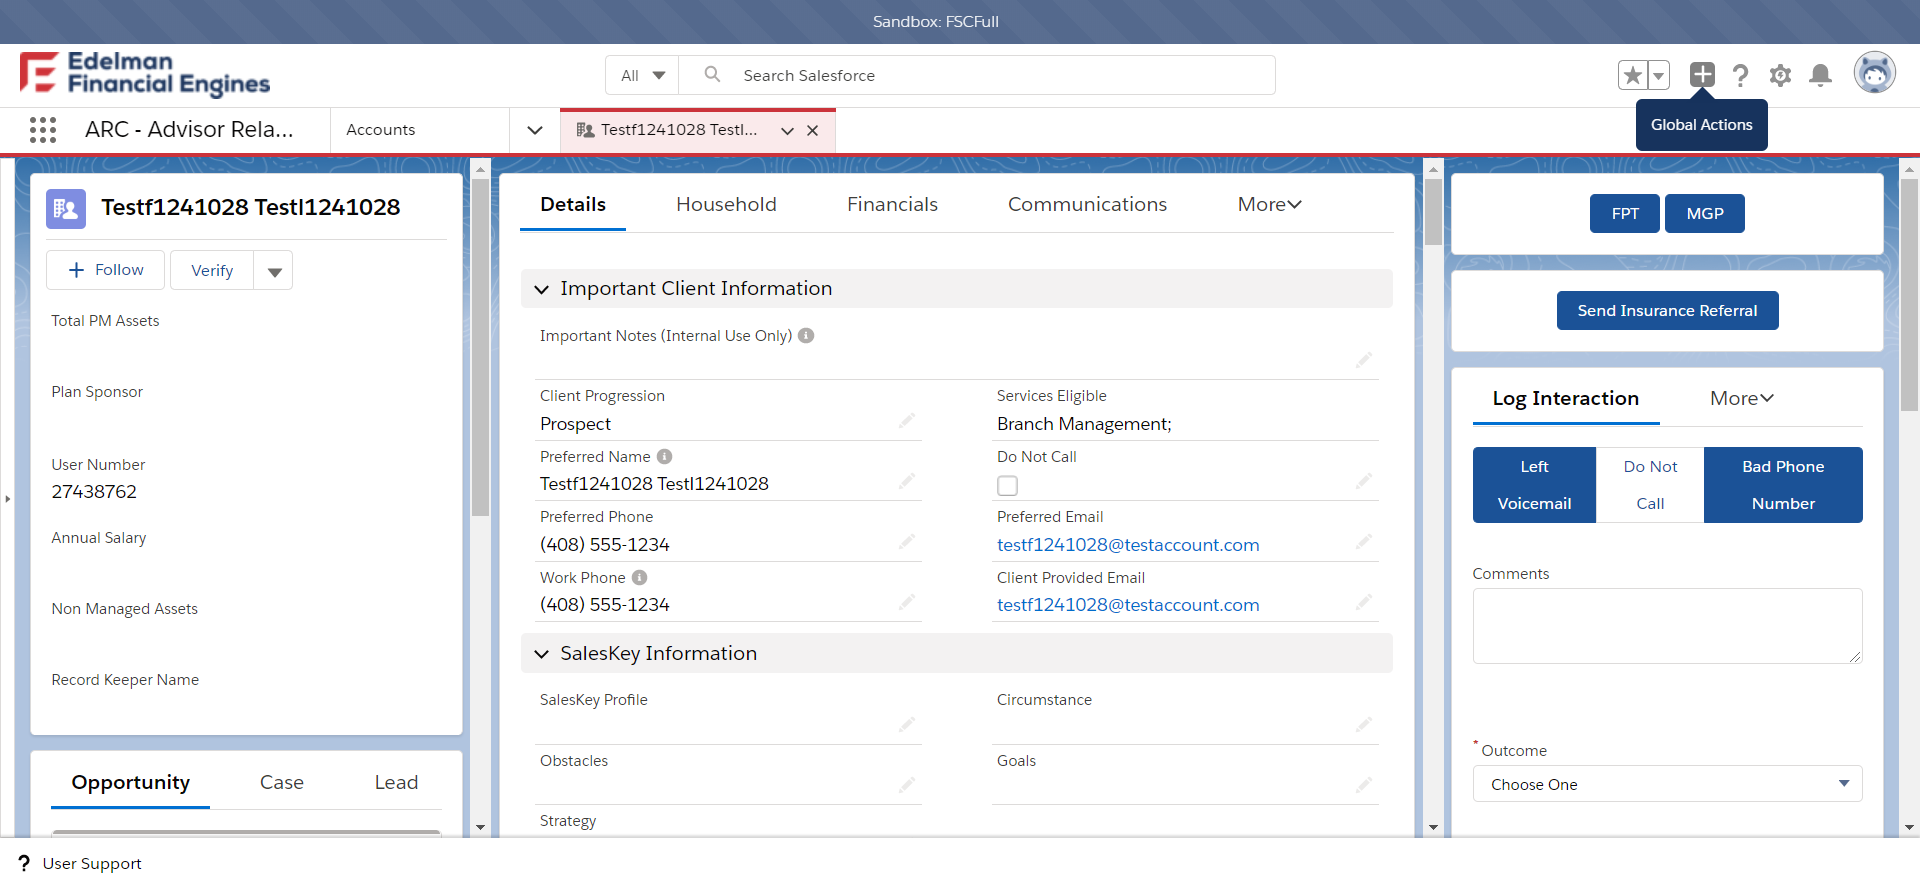 Sandbox: FSCFull
Edelman
Financial Engines
All
Search Salesforce
Global Actions
ARC - Advisor Rela...
Accounts
Testf1241028 Testl...
Testf1241028 Testl1241028
Follow
Verify
Total PM Assets
Plan Sponsor
User Number
27438762
Annual Salary
Non Managed Assets
Record Keeper Name
Opportunity
Case
Lead
Details
Household
Financials
Communications
More
Important Client Information
Important Notes (Internal Use Only)
Client Progression
Prospect
Services Eligible
Branch Management;
Preferred Name
Testf1241028 Testl1241028
Do Not Call
Preferred Phone
(408) 555-1234
Preferred Email
testf1241028@testaccount.com
Work Phone
(408) 555-1234
Client Provided Email
testf1241028@testaccount.com
SalesKey Information
SalesKey Profile
Circumstance
Obstacles
Goals
Strategy
FPT
MGP
Send Insurance Referral
Log Interaction
More
Left
Voicemail
Do Not
Call
Bad Phone
Number
Comments
* Outcome
Choose One
? User Support